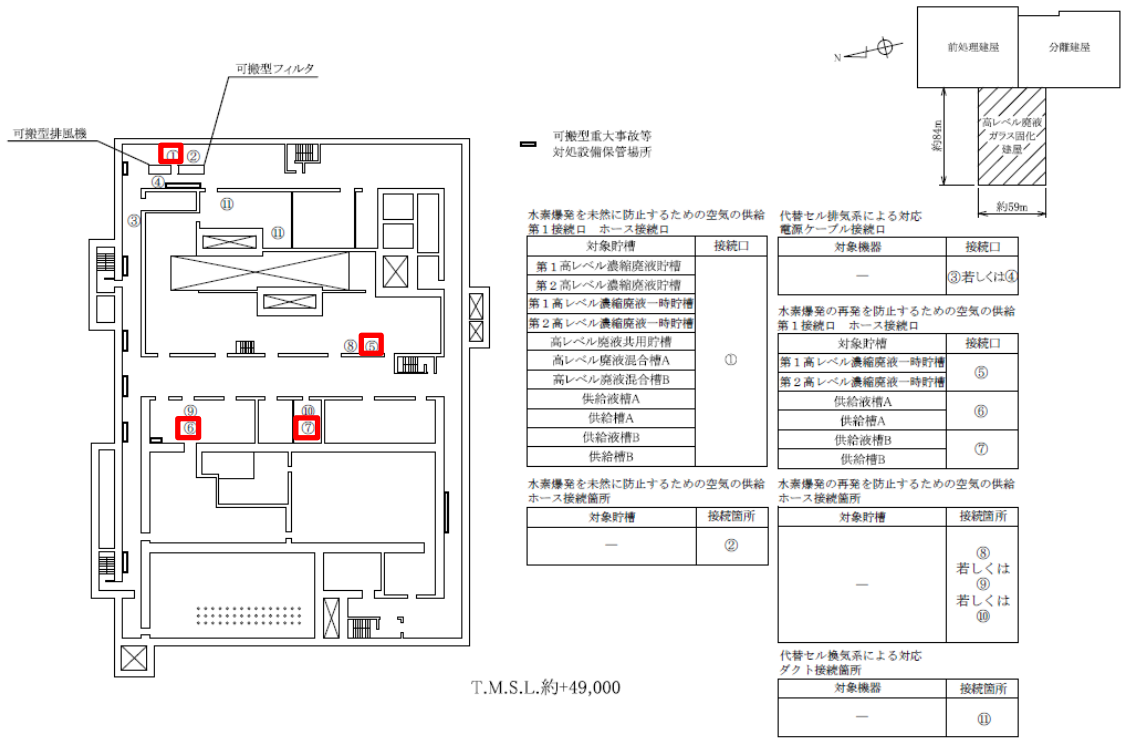 可搬型フィルタ
可搬型排風機
①
②
④
③
⑪
⑪
⑧
⑤
⑨
⑩
⑥
⑦
T.M.S.L.約+49,000
可搬型重大事故等
対処設備保管場所
N
前処理建屋
分離建屋
高レベル廃液
ガラス固化
建屋
約84m
約59m
水素爆発を未然に防止するための空気の供給
第1接続口 ホース接続口
対象貯槽 接続口
第1高レベル濃縮廃液貯槽
第2高レベル濃縮廃液貯槽
第1高レベル濃縮廃液一時貯槽
第2高レベル濃縮廃液一時貯槽
高レベル廃液共用貯槽
①
高レベル廃液混合槽A
高レベル廃液混合槽B
供給液槽A
供給槽A
供給液槽B
供給槽B
水素爆発を未然に防止するための空気の供給
ホース接続箇所
対象貯槽 接続箇所
― ②
代替セル排気系による対応
電源ケーブル接続口
対象機器 接続口
― ③若しくは④
水素爆発の再発を防止するための空気の供給
第1接続口 ホース接続口
対象貯槽 接続口
第1高レベル濃縮廃液一時貯槽
⑤
第2高レベル濃縮廃液一時貯槽
供給液槽A
⑥
供給槽A
供給液槽B
⑦
供給槽B
水素爆発の再発を防止するための空気の供給
ホース接続箇所
対象貯槽 接続箇所
―
⑧
若しくは
⑨
若しくは
⑩
代替セル換気系による対応
ダクト接続箇所
対象機器 接続箇所
― ⑪